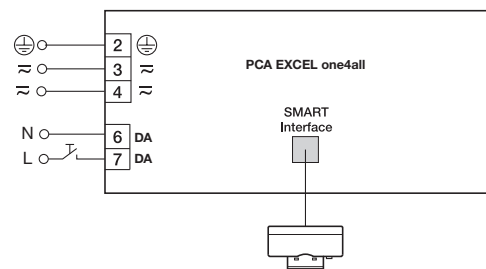 2
3
4
PCA EXCEL one4all
SMART
Interface
N 6 DA
L 7 DA